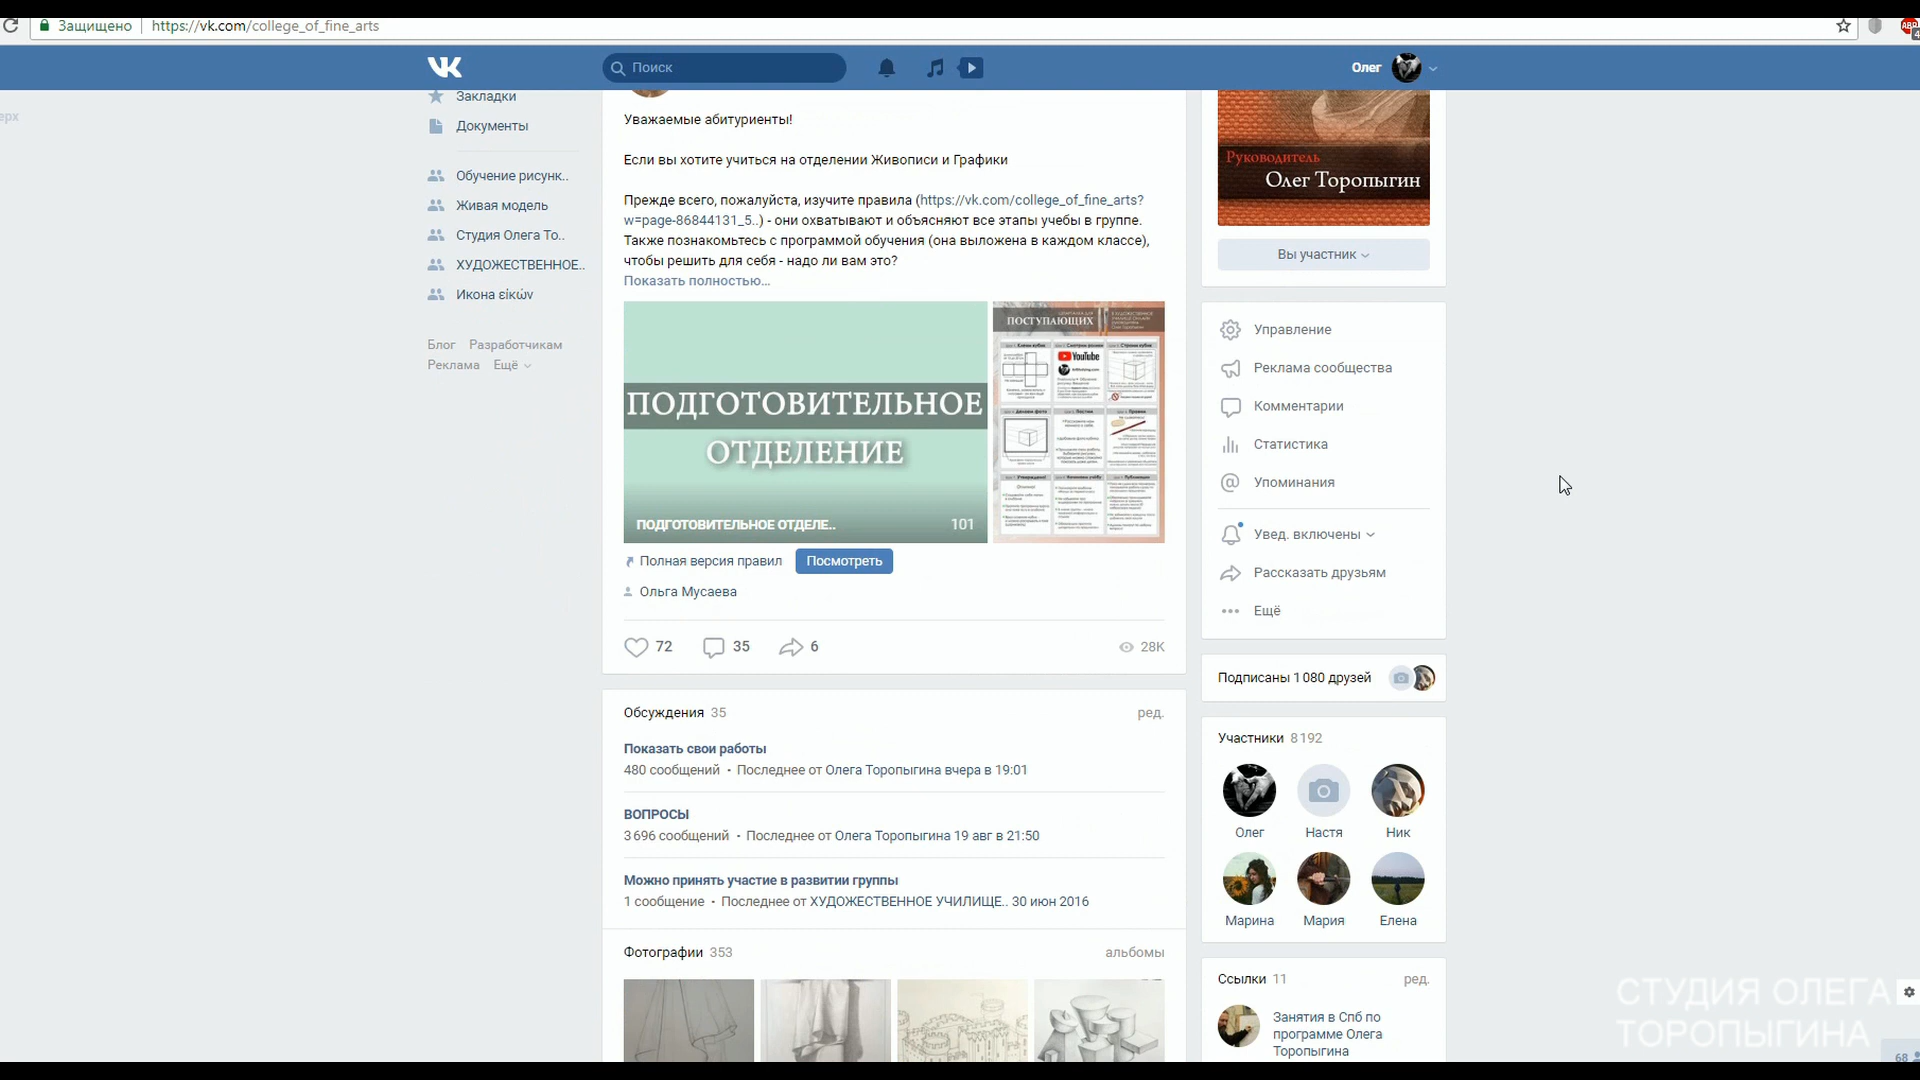 Защищено https://vk.com/college_of_fine_arts
Поиск
Олег
ерх
Закладки
Документы
Обучение рисунк..
Живая модель
Студия Олега То..
ХУДОЖЕСТВЕННОЕ..
Икона εἰκών
Блог Разработчикам
Реклама Ещё
Уважаемые абитуриенты!
Если вы хотите учиться на отделении Живописи и Графики
Прежде всего, пожалуйста, изучите правила (https://vk.com/college_of_fine_arts?
w=page-86844131_5..) - они охватывают и объясняют все этапы учебы в группе.
Также познакомьтесь с программой обучения (она выложена в каждом классе),
чтобы решить для себя - надо ли вам это?
Показать полностью...
ПОДГОТОВИТЕЛЬНОЕ
ОТДЕЛЕНИЕ
ПОДГОТОВИТЕЛЬНОЕ ОТДЕЛЕ.. 101
ПОСТУПАЮЩИХ
YouTube
Полная версия правил Посмотреть
Ольга Мусаева
72 35 6 28K
Обсуждения 35 ред.
Показать свои работы
480 сообщений • Последнее от Олега Торопыгина вчера в 19:01
ВОПРОСЫ
3 696 сообщений • Последнее от Олега Торопыгина 19 авг в 21:50
Можно принять участие в развитии группы
1 сообщение • Последнее от ХУДОЖЕСТВЕННОЕ УЧИЛИЩЕ.. 30 июн 2016
Фотографии 353 альбомы
Руководитель
Олег Торопыгин
Вы участник
Управление
Реклама сообщества
Комментарии
Статистика
Упоминания
Увед. включены
Рассказать друзьям
Ещё
Подписаны 1 080 друзей
Участники 8 192
Олег Настя Ник
Марина Мария Елена
Ссылки 11 ред.
Занятия в Спб по
программе Олега
Торопыгина
СТУДИЯ ОЛЕГА
ТОРОПЫГИНА
68